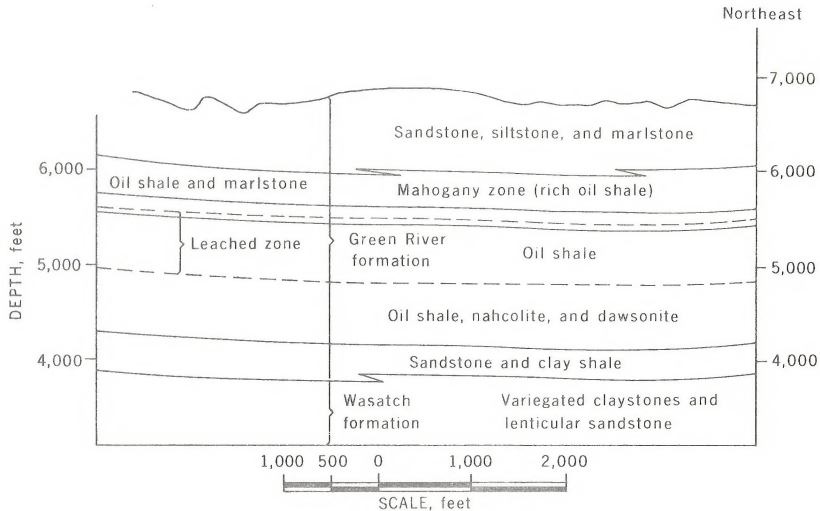 Northeast
7,000
Sandstone, siltstone, and marlstone
6,000
6,000
Oil shale and marlstone
Mahogany zone (rich oil shale)
Leached zone
Green River
formation
Oil shale
5,000
5,000
DEPTH, feet
Oil shale, nahcolite, and dawsonite
4,000
Sandstone and clay shale
4,000
Wasatch
formation
Variegated claystones and
lenticular sandstone
1,000 500 0 1,000 2,000
SCALE, feet